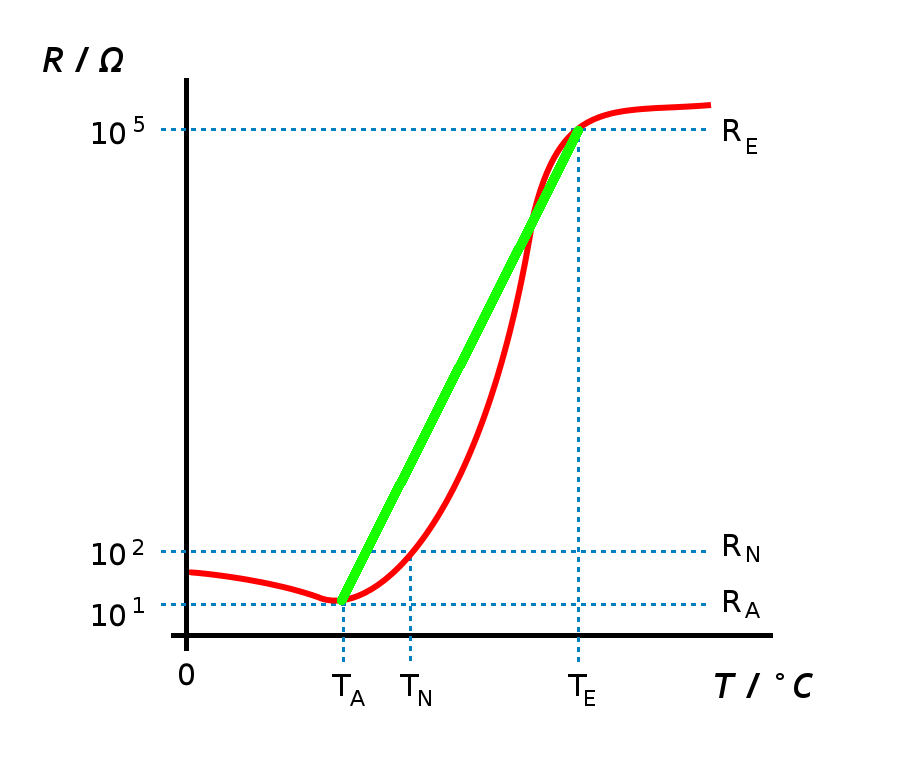 R / Ω
10⁵
R_E
10²
R_N
10¹
R_A
0
T_A
T_N
T_E
T / °C